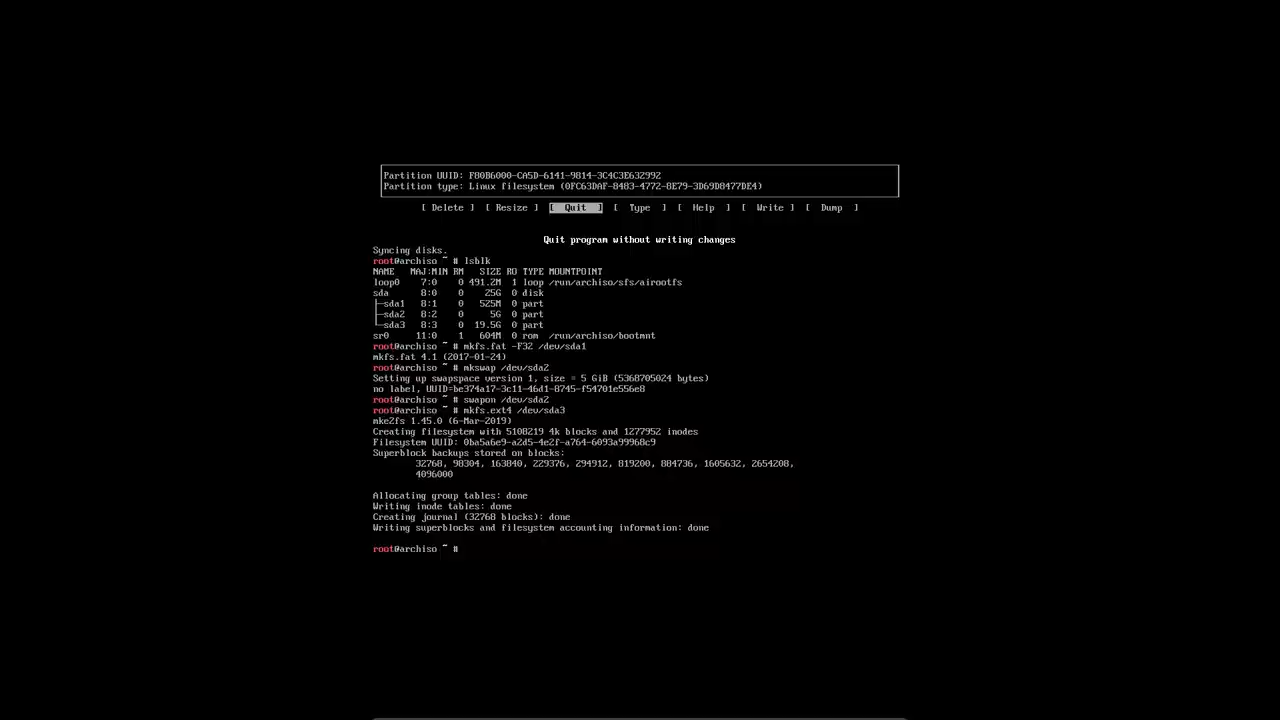 Partition UUID: F80B6000-CA5D-6141-9814-3C4C3E632992
Partition type: Linux filesystem (0FC63DAF-8483-4772-8E79-3D69D8477DE4)
[ Delete ] [ Resize ] [ Quit ] [ Type ] [ Help ] [ Write ] [ Dump ]
Quit program without writing changes
Syncing disks.
root@archiso ~ # lsblk
NAME MAJ:MIN RM SIZE RO TYPE MOUNTPOINT
loop0 7:0 0 491.2M 1 loop /run/archiso/sfs/airootfs
sda 8:0 0 25G 0 disk
├─sda1 8:1 0 525M 0 part
├─sda2 8:2 0 5G 0 part
└─sda3 8:3 0 19.5G 0 part
sr0 11:0 1 604M 0 rom /run/archiso/bootmnt
root@archiso ~ # mkfs.fat -F32 /dev/sda1
mkfs.fat 4.1 (2017-01-24)
root@archiso ~ # mkswap /dev/sda2
Setting up swapspace version 1, size = 5 GiB (5368705024 bytes)
no label, UUID=be374a17-3c11-46d1-8745-f54701e556e8
root@archiso ~ # swapon /dev/sda2
root@archiso ~ # mkfs.ext4 /dev/sda3
mke2fs 1.45.0 (6-Mar-2019)
Creating filesystem with 5108219 4k blocks and 1277952 inodes
Filesystem UUID: 0ba5a6e9-a2d5-4e2f-a764-6093a99968c9
Superblock backups stored on blocks:
32768, 98304, 163840, 229376, 294912, 819200, 884736, 1605632, 2654208,
4096000
Allocating group tables: done
Writing inode tables: done
Creating journal (32768 blocks): done
Writing superblocks and filesystem accounting information: done
root@archiso ~ #